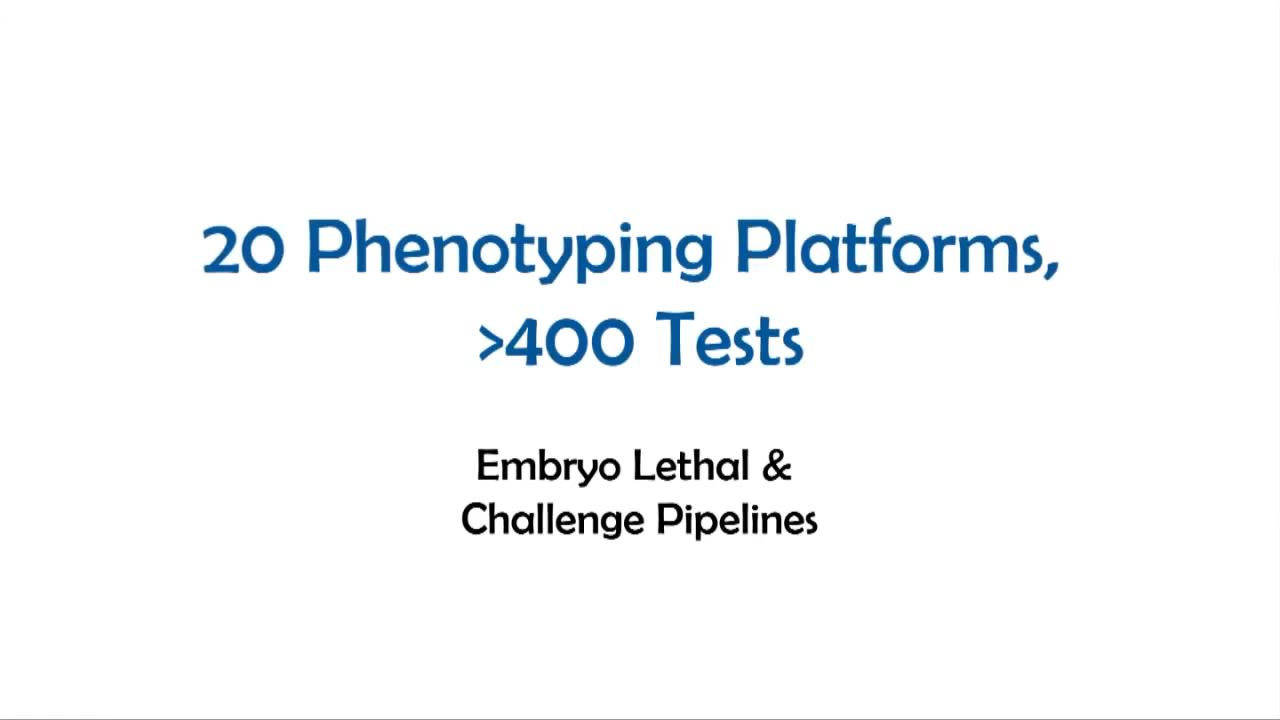 20 Phenotyping Platforms,
>400 Tests
Embryo Lethal &
Challenge Pipelines